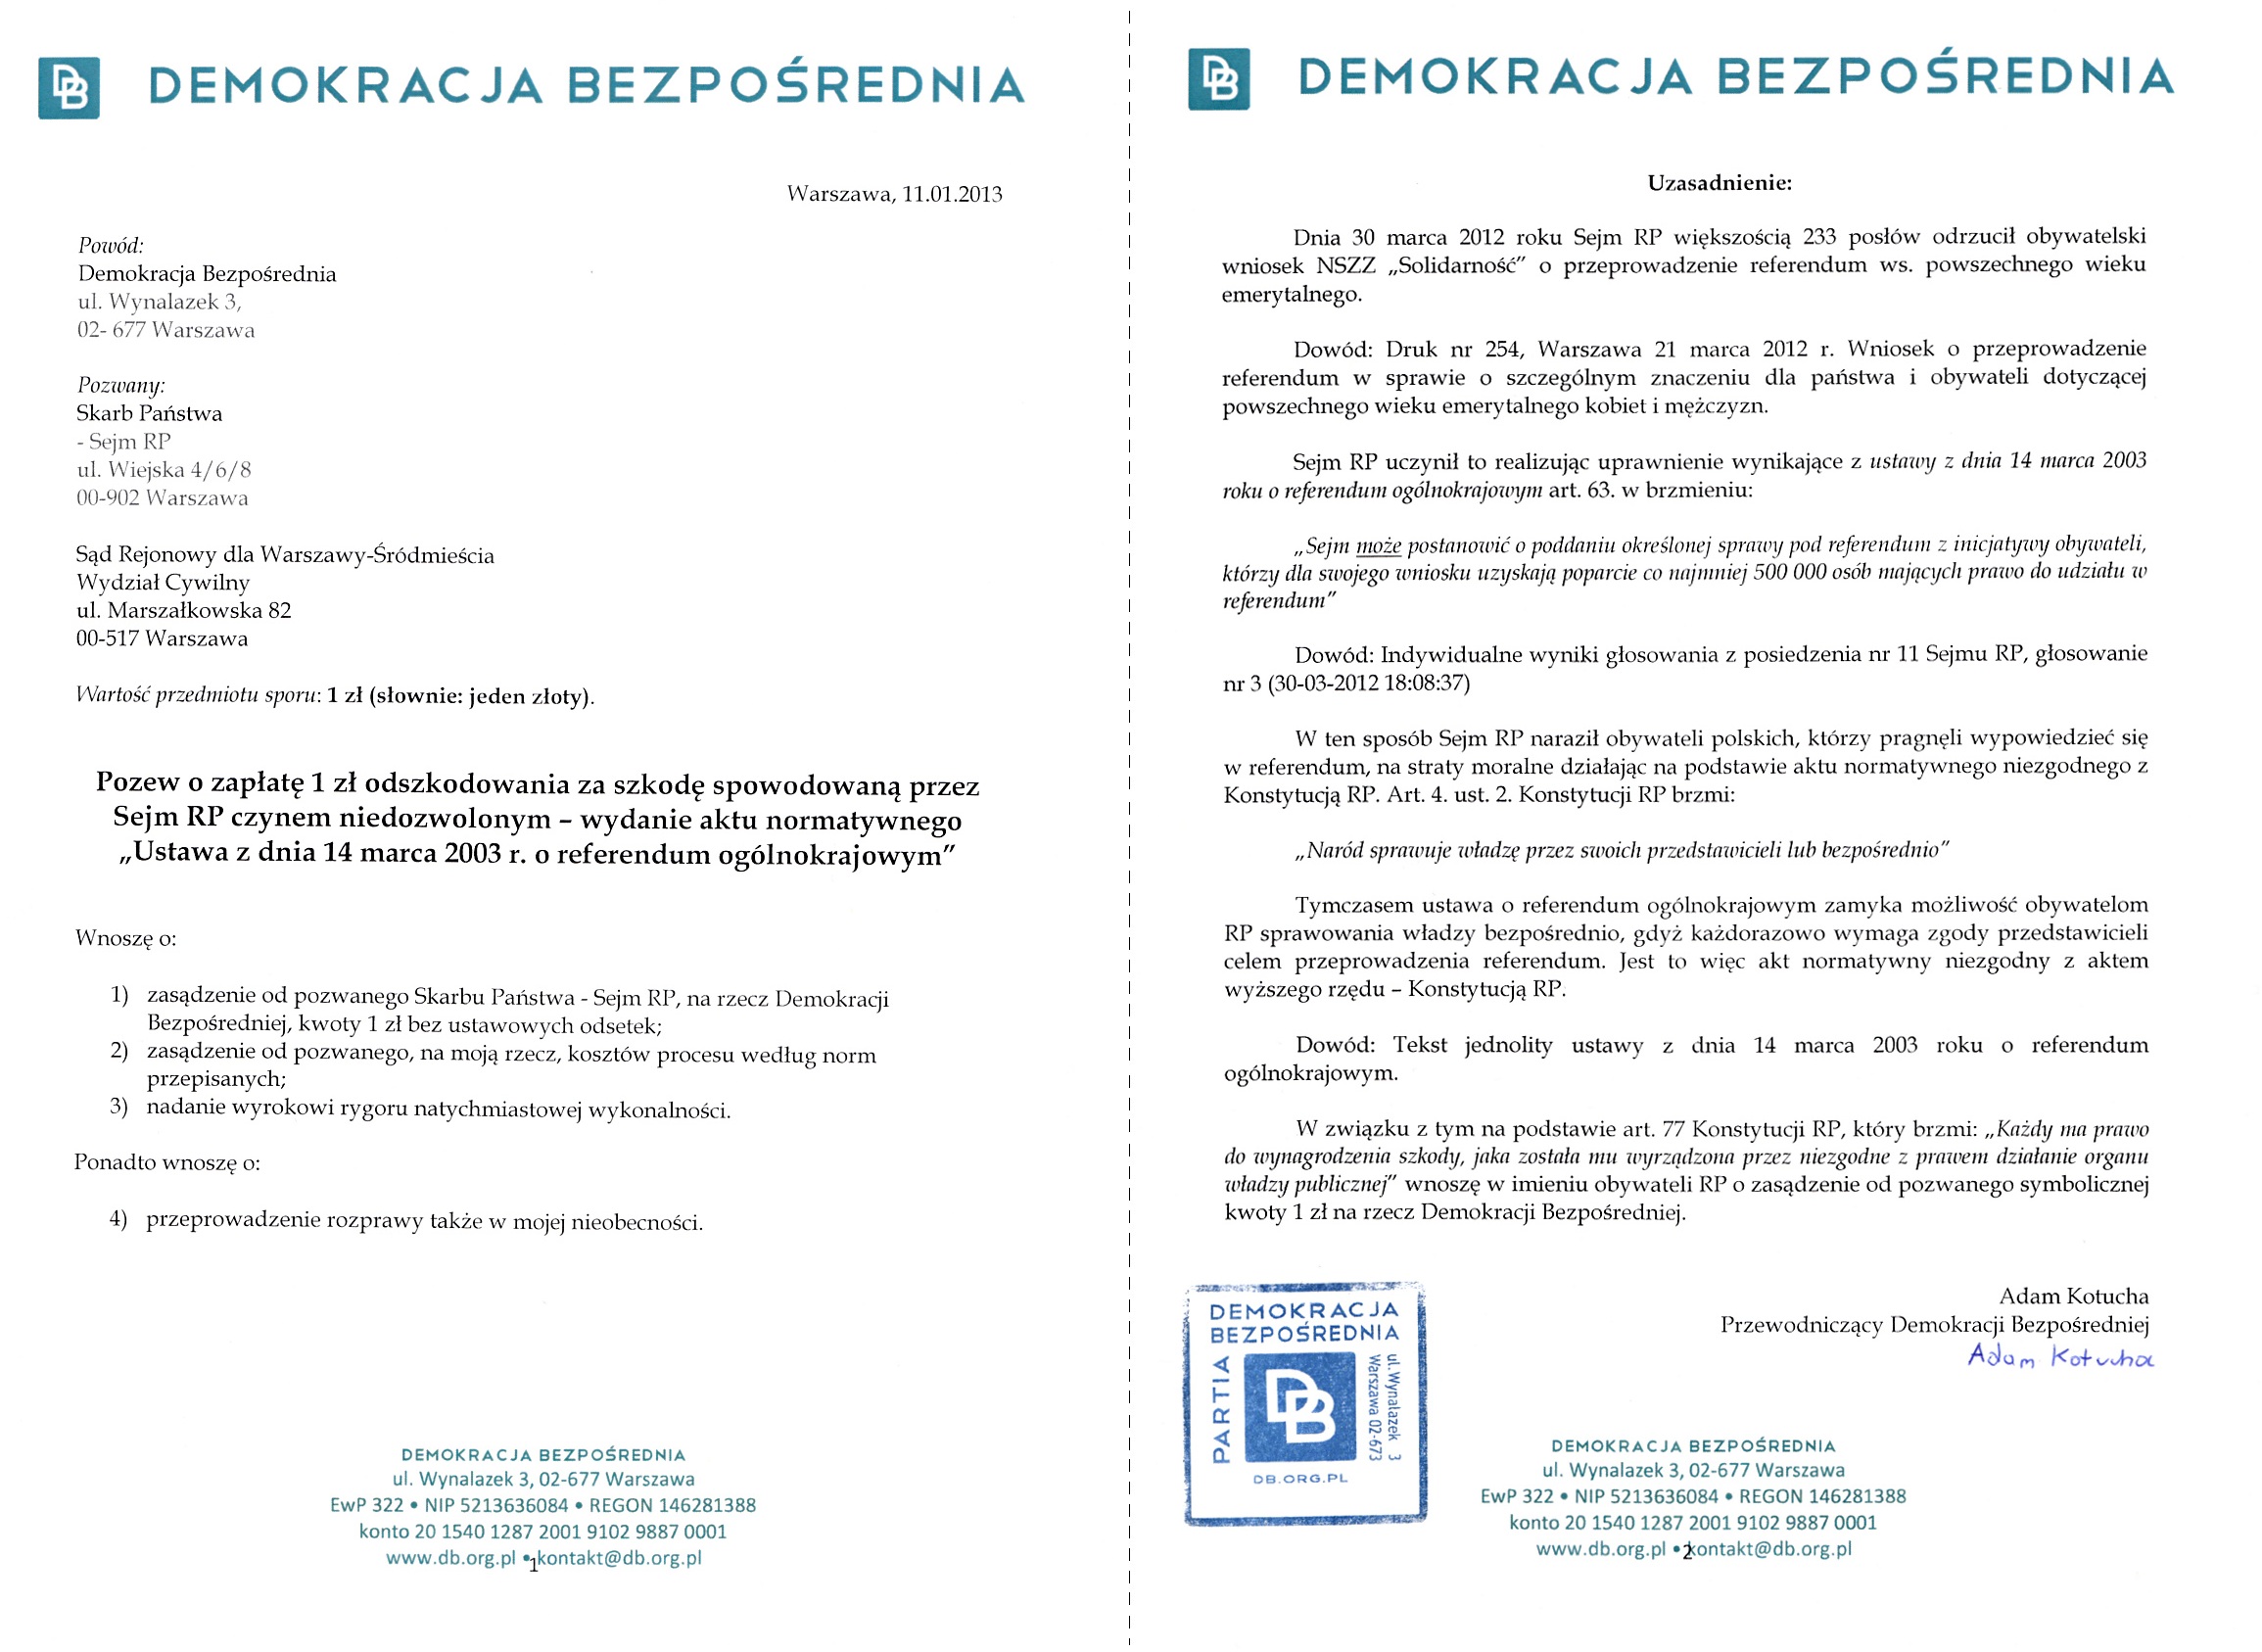 DB DEMOKRACJA BEZPOŚREDNIA
Warszawa, 11.01.2013
Powód:
Demokracja Bezpośrednia
ul. Wynalazek 3,
02- 677 Warszawa
Pozwany:
Skarb Państwa
- Sejm RP
ul. Wiejska 4/6/8
00-902 Warszawa
Sąd Rejonowy dla Warszawy-Śródmieścia
Wydział Cywilny
ul. Marszałkowska 82
00-517 Warszawa
Wartość przedmiotu sporu: 1 zł (słownie: jeden złoty).
Pozew o zapłatę 1 zł odszkodowania za szkodę spowodowaną przez
Sejm RP czynem niedozwolonym – wydanie aktu normatywnego
„Ustawa z dnia 14 marca 2003 r. o referendum ogólnokrajowym”
Wnoszę o:
1) zasądzenie od pozwanego Skarbu Państwa - Sejm RP, na rzecz Demokracji
Bezpośredniej, kwoty 1 zł bez ustawowych odsetek;
2) zasądzenie od pozwanego, na moją rzecz, kosztów procesu według norm
przepisanych;
3) nadanie wyrokowi rygoru natychmiastowej wykonalności.
Ponadto wnoszę o:
4) przeprowadzenie rozprawy także w mojej nieobecności.
DEMOKRACJA BEZPOŚREDNIA
ul. Wynalazek 3, 02-677 Warszawa
EwP 322 • NIP 5213636084 • REGON 146281388
konto 20 1540 1287 2001 9102 9887 0001
www.db.org.pl • kontakt@db.org.pl
1
DB DEMOKRACJA BEZPOŚREDNIA
Uzasadnienie:
Dnia 30 marca 2012 roku Sejm RP większością 233 posłów odrzucił obywatelski
wniosek NSZZ „Solidarność” o przeprowadzenie referendum ws. powszechnego wieku
emerytalnego.
Dowód: Druk nr 254, Warszawa 21 marca 2012 r. Wniosek o przeprowadzenie
referendum w sprawie o szczególnym znaczeniu dla państwa i obywateli dotyczącej
powszechnego wieku emerytalnego kobiet i mężczyzn.
Sejm RP uczynił to realizując uprawnienie wynikające z ustawy z dnia 14 marca 2003
roku o referendum ogólnokrajowym art. 63. w brzmieniu:
„Sejm może postanowić o poddaniu określonej sprawy pod referendum z inicjatywy obywateli,
którzy dla swojego wniosku uzyskają poparcie co najmniej 500 000 osób mających prawo do udziału w
referendum”
Dowód: Indywidualne wyniki głosowania z posiedzenia nr 11 Sejmu RP, głosowanie
nr 3 (30-03-2012 18:08:37)
W ten sposób Sejm RP naraził obywateli polskich, którzy pragnęli wypowiedzieć się
w referendum, na straty moralne działając na podstawie aktu normatywnego niezgodnego z
Konstytucją RP. Art. 4. ust. 2. Konstytucji RP brzmi:
„Naród sprawuje władzę przez swoich przedstawicieli lub bezpośrednio”
Tymczasem ustawa o referendum ogólnokrajowym zamyka możliwość obywatelom
RP sprawowania władzy bezpośrednio, gdyż każdorazowo wymaga zgody przedstawicieli
celem przeprowadzenia referendum. Jest to więc akt normatywny niezgodny z aktem
wyższego rzędu – Konstytucją RP.
Dowód: Tekst jednolity ustawy z dnia 14 marca 2003 roku o referendum
ogólnokrajowym.
W związku z tym na podstawie art. 77 Konstytucji RP, który brzmi: „Każdy ma prawo
do wynagrodzenia szkody, jaka została mu wyrządzona przez niezgodne z prawem działanie organu
władzy publicznej” wnoszę w imieniu obywateli RP o zasądzenie od pozwanego symbolicznej
kwoty 1 zł na rzecz Demokracji Bezpośredniej.
Adam Kotucha
Przewodniczący Demokracji Bezpośredniej
Adam Kotucha
DEMOKRACJA
BEZPOŚREDNIA
PARTIA
DB
ul. Wynalazek 3
Warszawa 02-673
DB.ORG.PL
DEMOKRACJA BEZPOŚREDNIA
ul. Wynalazek 3, 02-677 Warszawa
EwP 322 • NIP 5213636084 • REGON 146281388
konto 20 1540 1287 2001 9102 9887 0001
www.db.org.pl • kontakt@db.org.pl
2